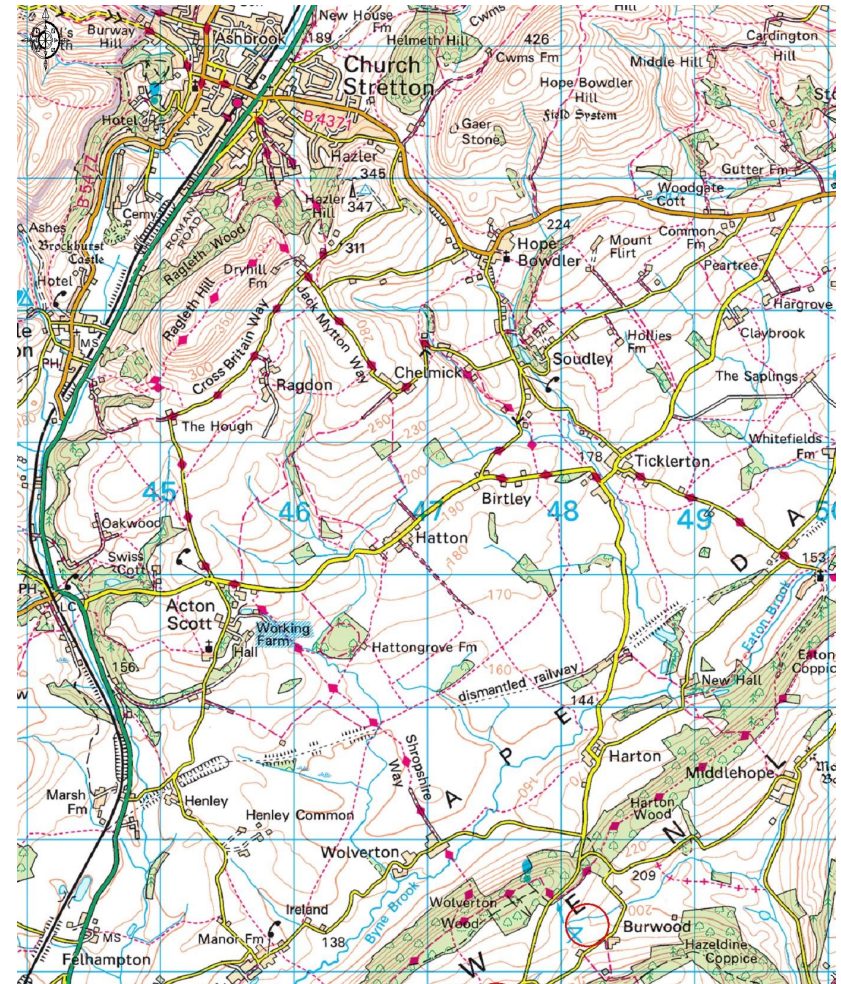 Burway
Hill
Ashbrook
189
New House
Fm
Helmeth Hill
Cwms
Hill
426
Cwms Fm
Middle Hill
Cardington
Hill
Church
Stretton
Hope Bowdler
Hill
Field System
Hotel
B 4371
Gaer
Stone
B 5477
Hazler
345
Hazler
Hill
347
Gutter Fm
Woodgate
Cott
Cemy
ROMAN
ROAD
Ashes
Brockhurst
Castle
Ragleth Wood
311
224
Hope
Bowdler
Mount
Flirt
Common
Fm
Peartree
Hotel
Dryhill
Fm
Hargrove
Ragleth Hill
Jack Mytton Way
280
Cross Britain Way
300
MS
PH
Hollies
Fm
Claybrook
Soudley
Chelmick
The Saplings
Ragdon
The Hough
250
230
200
178
Ticklerton
Whitefields
Fm
45
46
47
48
49
Birtley
190
180
Oakwood
Hatton
Swiss
Cott
D
A
153
PH
LC
170
Acton
Scott
Working
Farm
Hall
Hattongrove Fm
160
156
Eaton Brook
Eaton
Coppice
New Hall
dismantled railway
144
E
P
A
160
Harton
Middlehope
L
Shropshire
Way
Marsh
Fm
Henley
Henley Common
Harton
Wood
N
220
Wolverton
209
Wolverton
Wood
E
200
Burwood
Byne Brook
Ireland
138
Manor Fm
MS
Felhampton
W
Hazeldine
Coppice